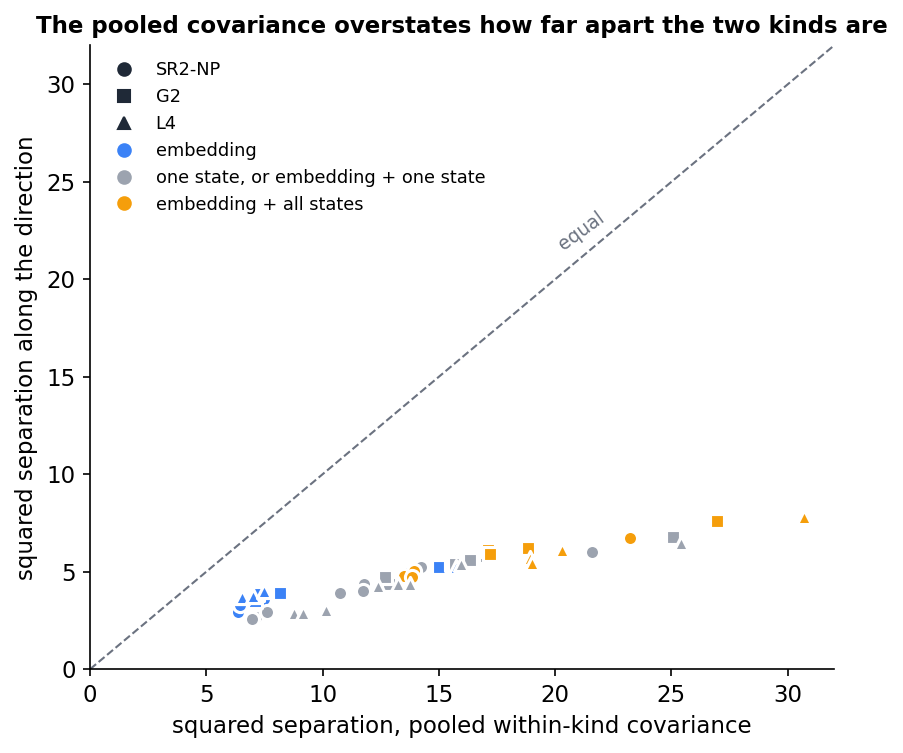 The pooled covariance overstates how far apart the two kinds are
SR2-NP
G2
L4
embedding
one state, or embedding + one state
embedding + all states
equal
squared separation along the direction
30
25
20
15
10
5
0
0 5 10 15 20 25 30
squared separation, pooled within-kind covariance